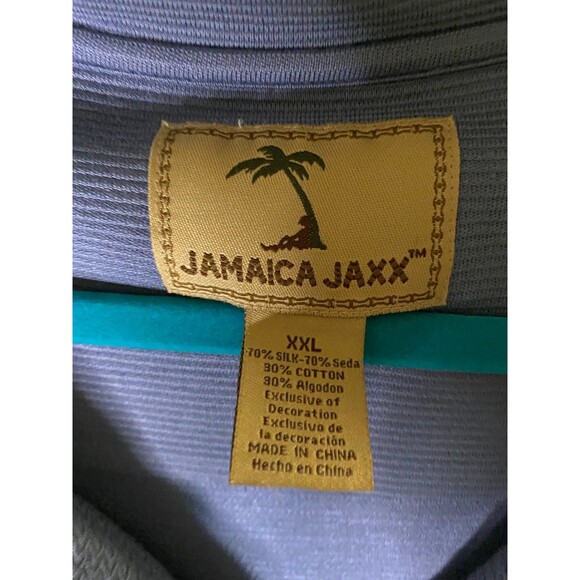 JAMAICA JAXX™
XXL
70% SILK-70% Seda
30% COTTON
30% Algodon
Exclusive of
Decoration
Exclusivo de
la decoración
MADE IN CHINA
Hecho en China